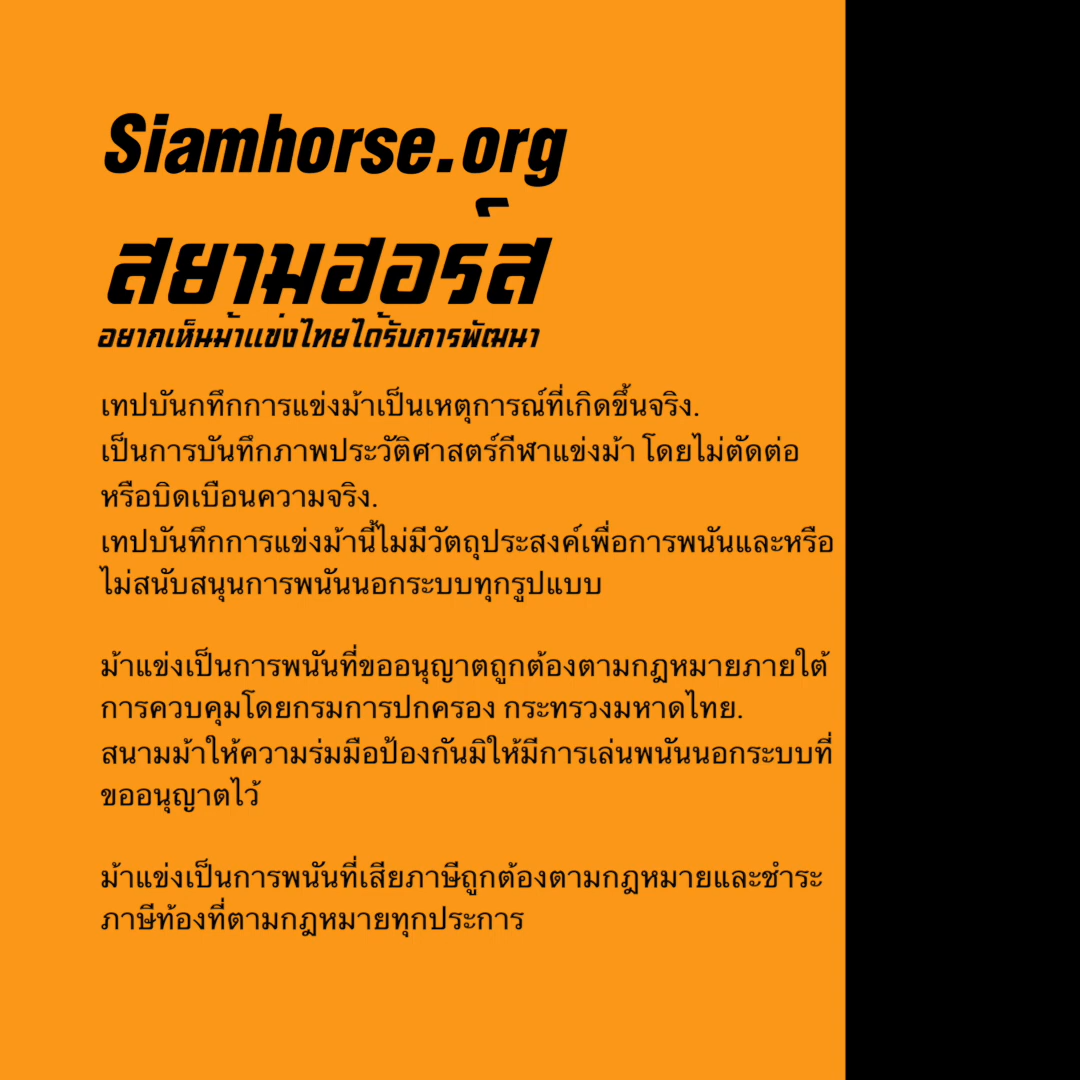 Siamhorse.org
สยามฮอร์ส
อยากเห็นม้าแข่งไทยได้รับการพัฒนา
เทปบันกทึกการแข่งม้าเป็นเหตุการณ์ที่เกิดขึ้นจริง.
เป็นการบันทึกภาพประวัติศาสตร์กีฬาแข่งม้า โดยไม่ตัดต่อ
หรือบิดเบือนความจริง.
เทปบันทึกการแข่งม้านี้ไม่มีวัตถุประสงค์เพื่อการพนันและหรือ
ไม่สนับสนุนการพนันนอกระบบทุกรูปแบบ
ม้าแข่งเป็นการพนันที่ขออนุญาตถูกต้องตามกฎหมายภายใต้
การควบคุมโดยกรมการปกครอง กระทรวงมหาดไทย.
สนามม้าให้ความร่มมือป้องกันมิให้มีการเล่นพนันนอกระบบที่
ขออนุญาตไว้
ม้าแข่งเป็นการพนันที่เสียภาษีถูกต้องตามกฎหมายและชำระ
ภาษีท้องที่ตามกฎหมายทุกประการ